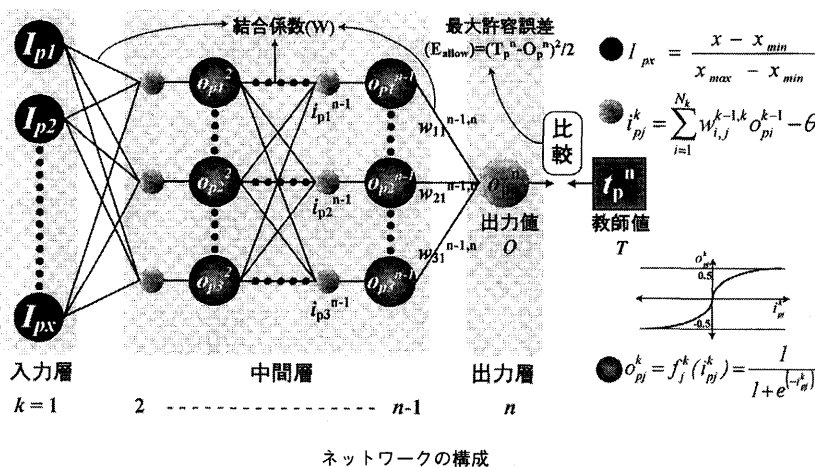 結合係数(W)
最大許容誤差
(E_allow)=(T_p^n-O_p^n)^2/2
I_p1
I_p2
I_px
o_p1^2
o_p2^2
o_p3^2
i_p1^n-1
i_p2^n-1
i_p3^n-1
o_p1^n-1
o_p2^n-1
o_p3^n-1
w_11^n-1,n
w_21^n-1,n
w_31^n-1,n
比較
t_p^n
出力値
O
教師値
T
I_px = (x - x_min) / (x_max - x_min)
i_pj^k = Σ_{i=1}^{N_k} w_{i,j}^{k-1,k} o_pi^{k-1} - θ
o_pj^k
0.5
-0.5
i_pj^k
o_pj^k = f_j^k(i_pj^k) = 1 / (1+e^(-i_pj^k))
入力層
中間層
出力層
k = 1
2 ---------------------- n-1
n
ネットワークの構成